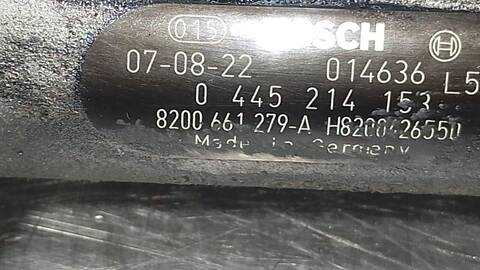 015 BOSCH
07-08-22 014636 L5
0 445 214 153
8200 661 279-A H8200426550
Made in Germany